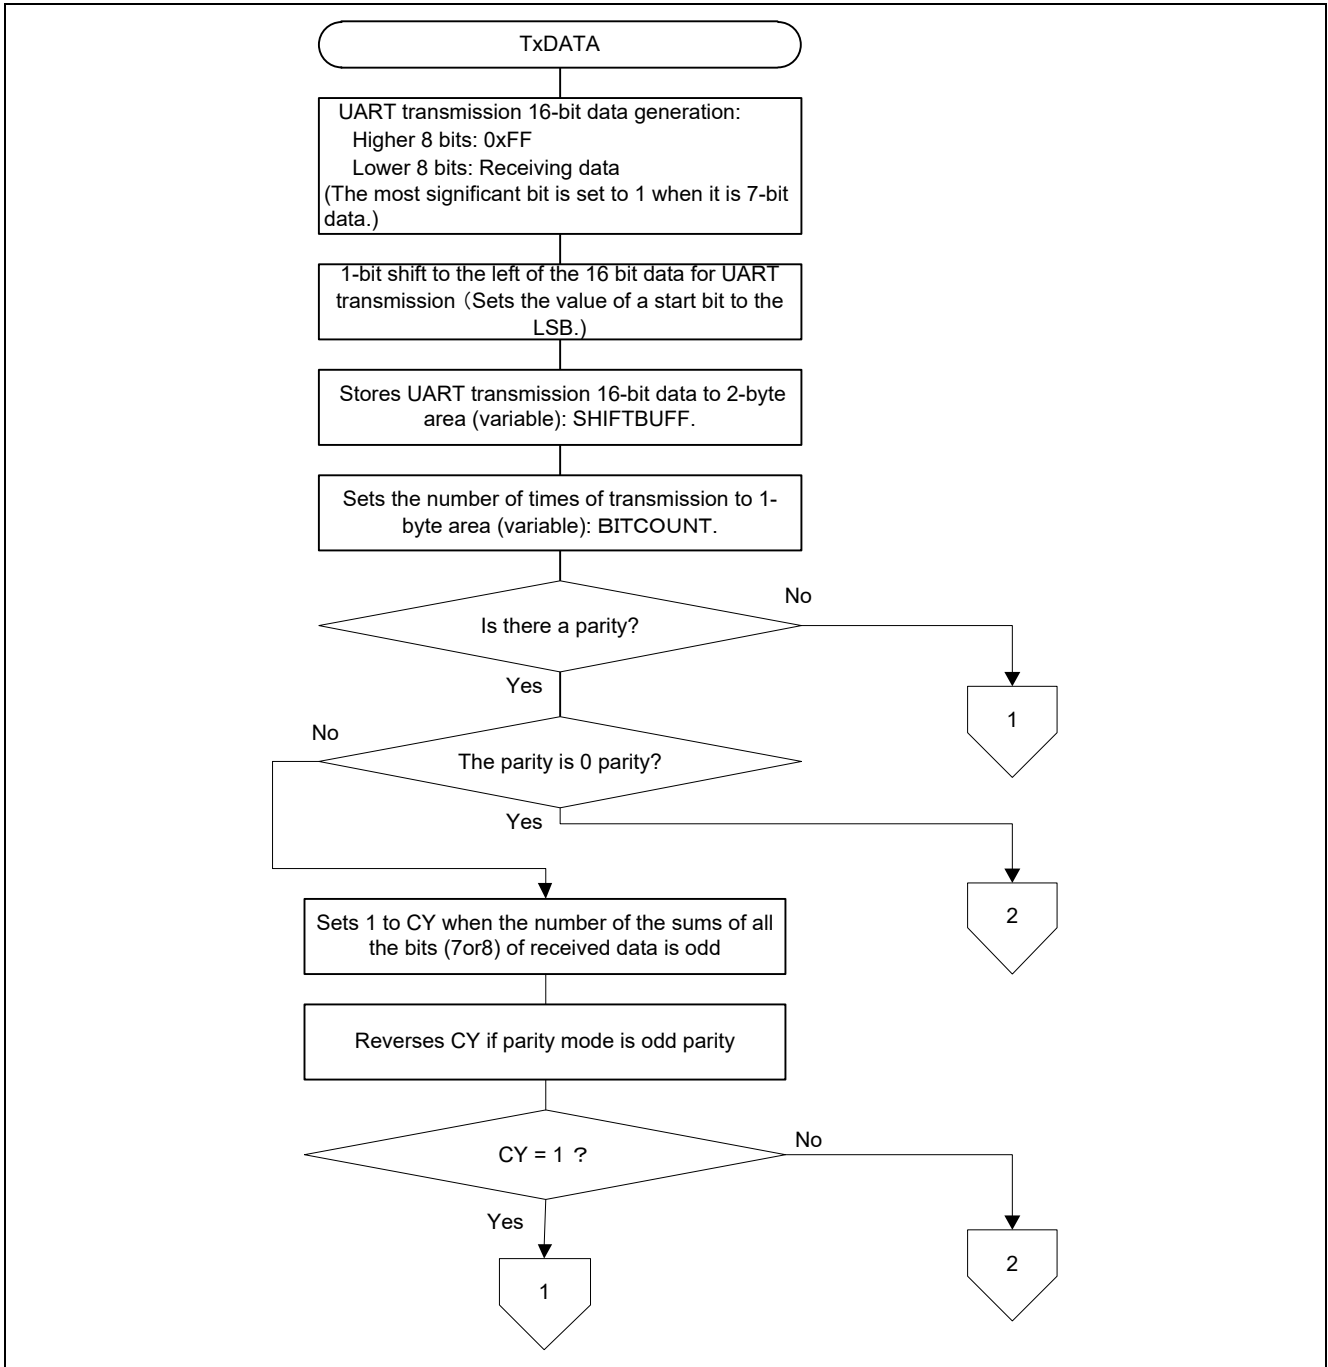 TxDATA
UART transmission 16-bit data generation:
Higher 8 bits: 0xFF
Lower 8 bits: Receiving data
(The most significant bit is set to 1 when it is 7-bit
data.)
1-bit shift to the left of the 16 bit data for UART
transmission（Sets the value of a start bit to the
LSB.)
Stores UART transmission 16-bit data to 2-byte
area (variable): SHIFTBUFF.
Sets the number of times of transmission to 1-
byte area (variable): BITCOUNT.
No
Is there a parity?
Yes
1
No
The parity is 0 parity?
Yes
2
Sets 1 to CY when the number of the sums of all
the bits (7or8) of received data is odd
Reverses CY if parity mode is odd parity
No
CY = 1 ？
Yes
2
1